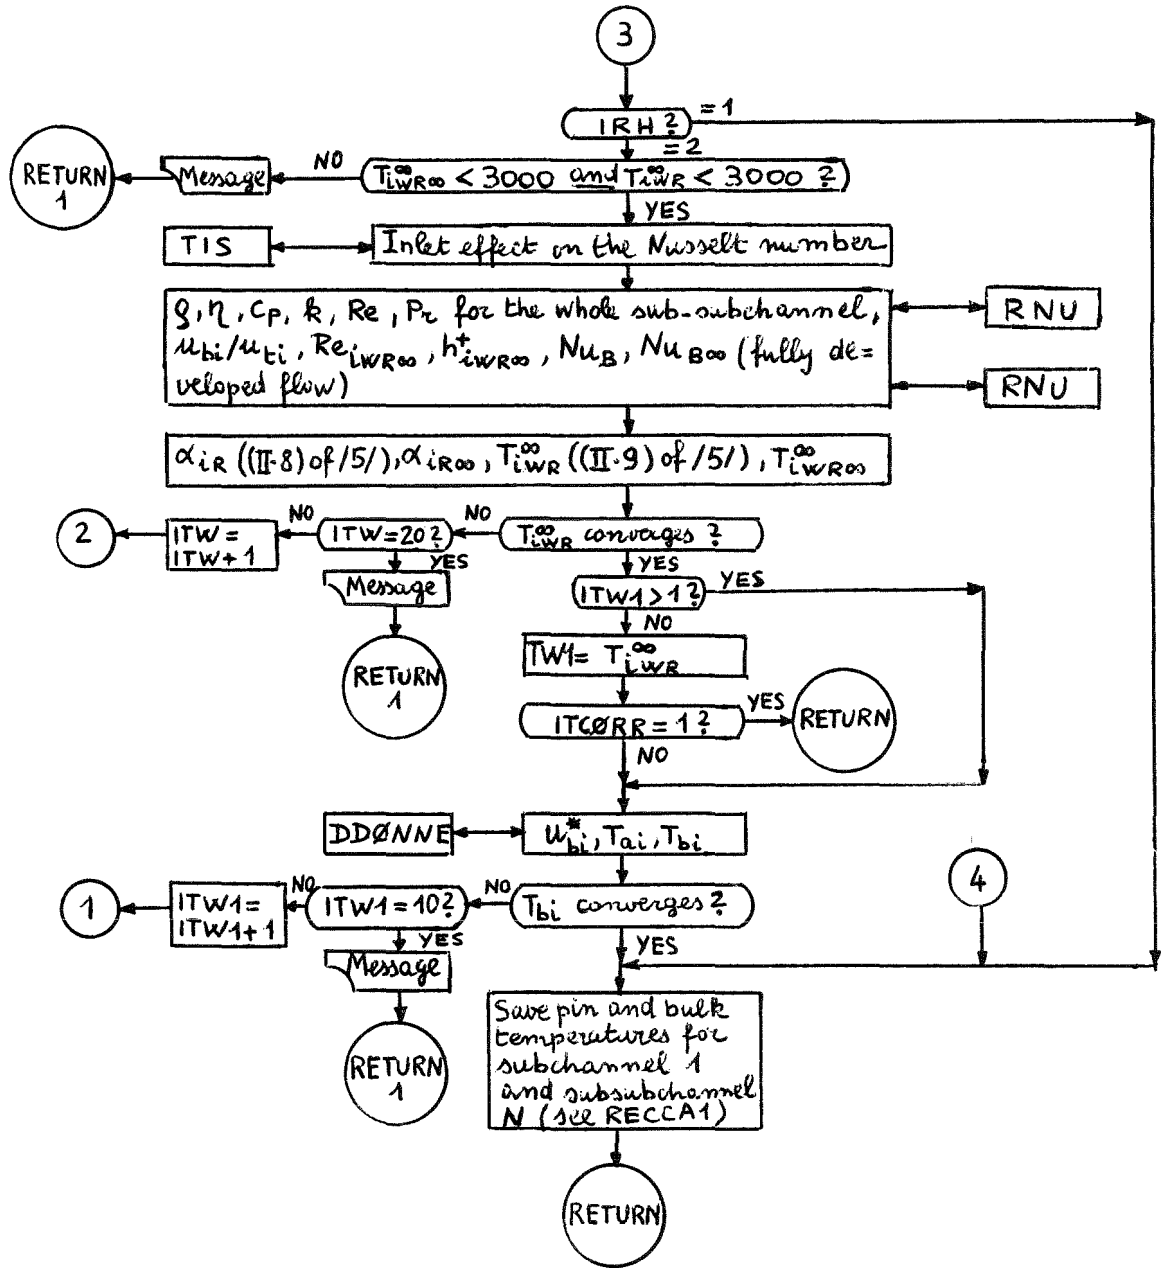 3
IRH ?
=1
=2
RETURN
1
Message
NO
T∞iWR∞ < 3000 and T∞iWR < 3000 ?
YES
TIS
Inlet effect on the Nusselt number
ρ, η, Cp, k, Re, Pr for the whole sub-subchannel,
ubi/uti, ReiWR∞, h+iWR∞, NuB, NuB∞ (fully de=
veloped flow)
RNU
RNU
αiR ((II·8) of /5/), αiR∞, T∞iWR ((II·9) of /5/), T∞iWR∞
2
ITW =
ITW+1
NO
ITW=20?
NO
T∞iWR converges ?
YES
YES
Message
ITW1>1?
YES
NO
RETURN
1
TW1= T∞iWR
ITCØRR = 1 ?
YES
RETURN
NO
DDØNNE
u*bi, Tai, Tbi
4
1
ITW1=
ITW1+1
NO
ITW1=10?
NO
Tbi converges ?
YES
YES
Message
RETURN
1
Save pin and bulk
temperatures for
subchannel 1
and subsubchannel
N (see RECCA1)
RETURN